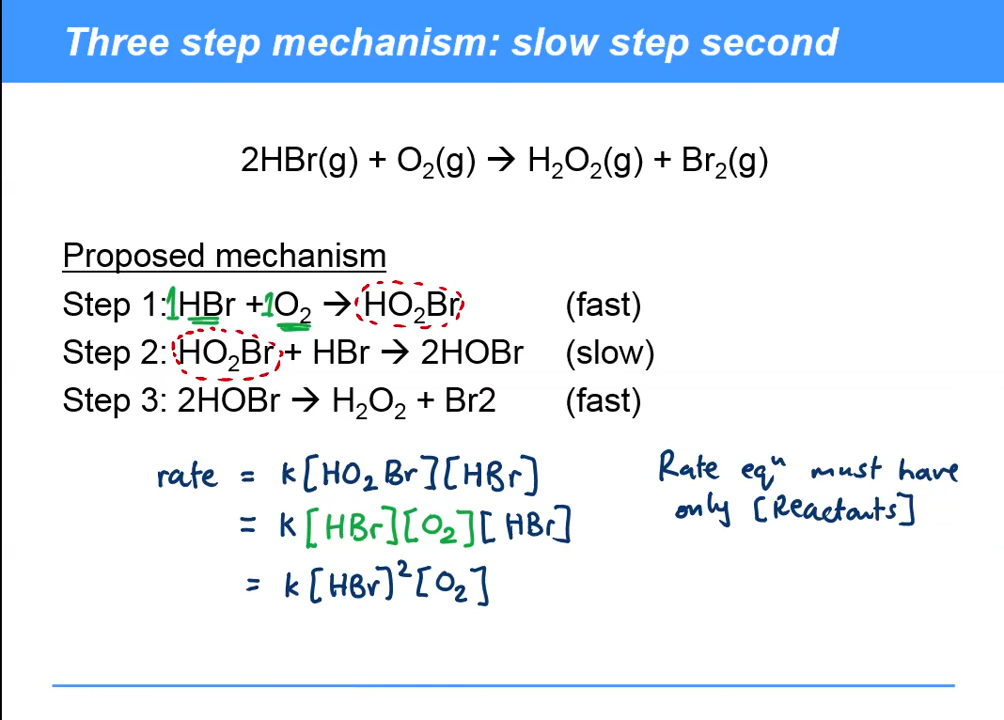 Three step mechanism: slow step second
2HBr(g) + O₂(g) → H₂O₂(g) + Br₂(g)
Proposed mechanism
Step 1: 1HBr + 1O₂ → HO₂Br (fast)
Step 2: HO₂Br + HBr → 2HOBr (slow)
Step 3: 2HOBr → H₂O₂ + Br2 (fast)
rate = k[HO₂Br][HBr]
= k[HBr][O₂][HBr]
= k[HBr]²[O₂]
Rate eqⁿ must have
only [Reactants]